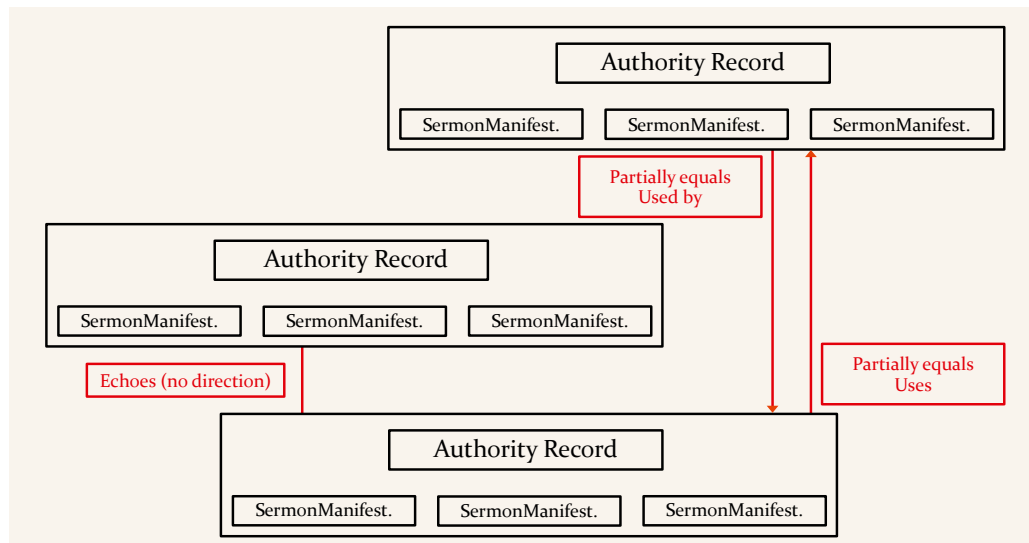 Authority Record
SermonManifest. SermonManifest. SermonManifest.
Partially equals
Used by
Authority Record
SermonManifest. SermonManifest. SermonManifest.
Echoes (no direction)
Partially equals
Uses
Authority Record
SermonManifest. SermonManifest. SermonManifest.